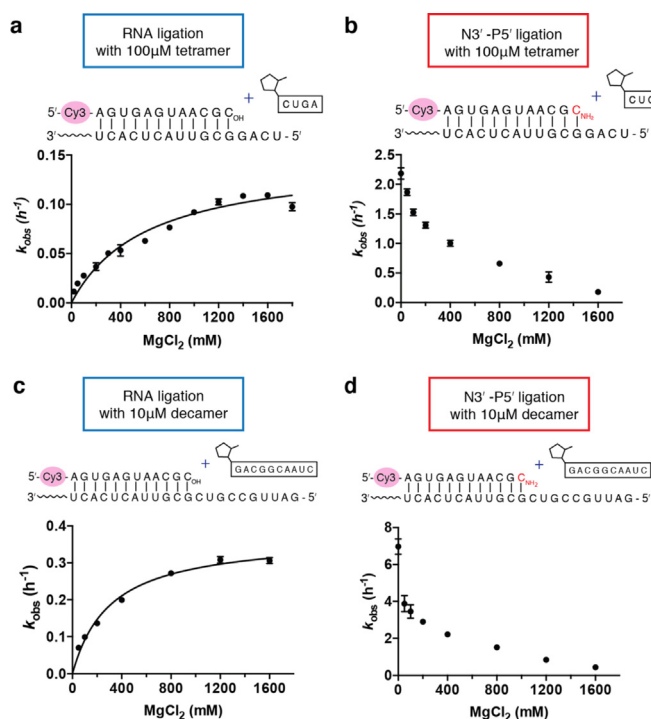 a
RNA ligation
with 100µM tetramer
+
CUGA
5′- Cy3 -AGUGAGUAACGC OH
3′ UCACUCAUUGCGGACU-5′
kobs (h-1)
0.15
0.10
0.05
0.00
0 400 800 1200 1600
MgCl2 (mM)
b
N3′ -P5′ ligation
with 100µM tetramer
+
5′- Cy3 -AGUGAGUAACGC NH2
3′ UCACUCAUUGCGGACU-5′
kobs (h-1)
2.5
2.0
1.5
1.0
0.5
0.0
0 400 800 1200 1600
MgCl2 (mM)
c
RNA ligation
with 10µM decamer
+
GACGGCAAUC
5′- Cy3 -AGUGAGUAACGC OH
3′ UCACUCAUUGCGCUGCCGUUAG-5′
kobs (h-1)
0.4
0.3
0.2
0.1
0.0
0 400 800 1200 1600
MgCl2 (mM)
d
N3′ -P5′ ligation
with 10µM decamer
+
GACGGCAAUC
5′- Cy3 -AGUGAGUAACGC NH2
3′ UCACUCAUUGCGCUGCCGUUAG-5′
kobs (h-1)
8
6
4
2
0
0 400 800 1200 1600
MgCl2 (mM)